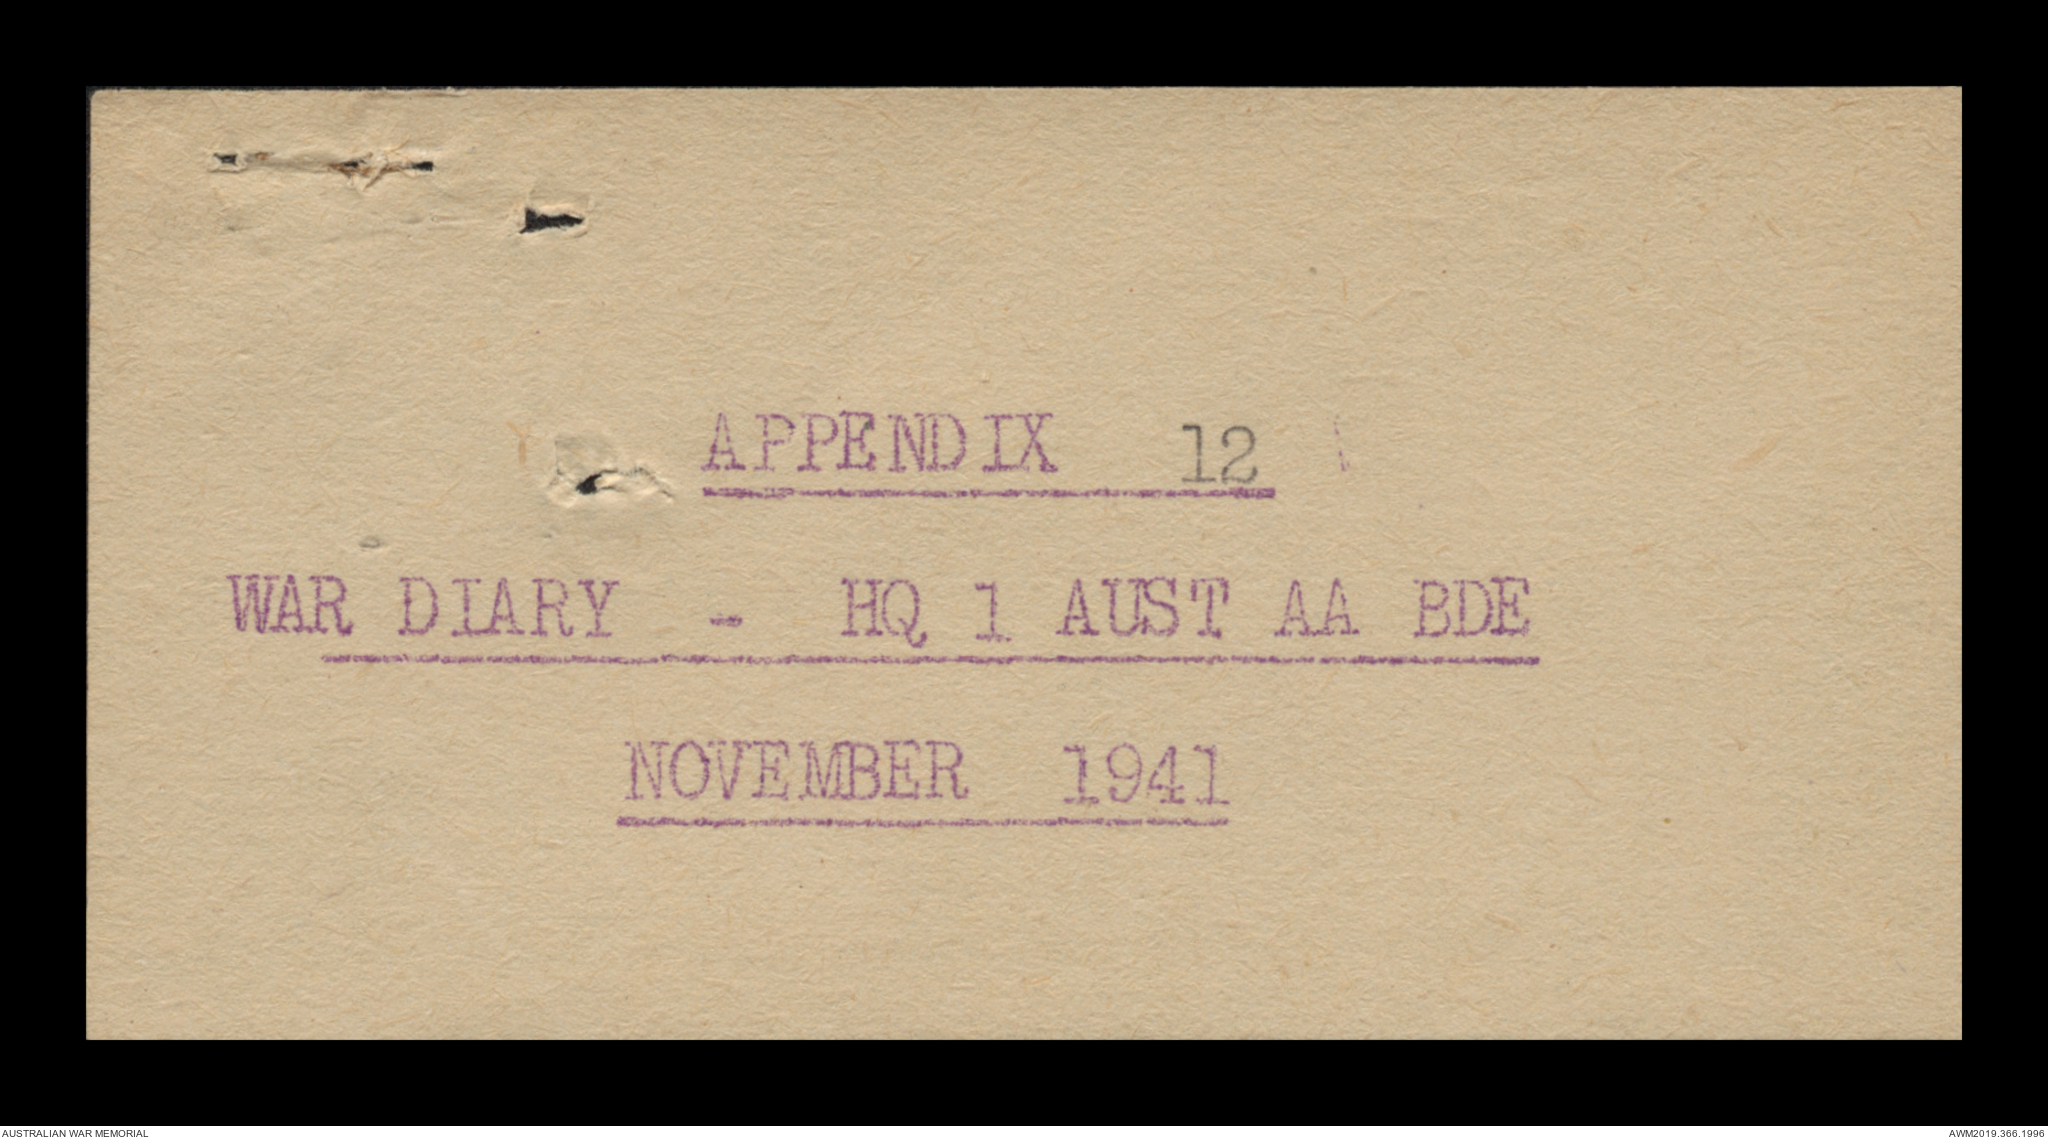 APPENDIX 12
WAR DIARY - HQ 1 AUST AA BDE
NOVEMBER 1941
AUSTRALIAN WAR MEMORIAL
AWM2019.366.1996